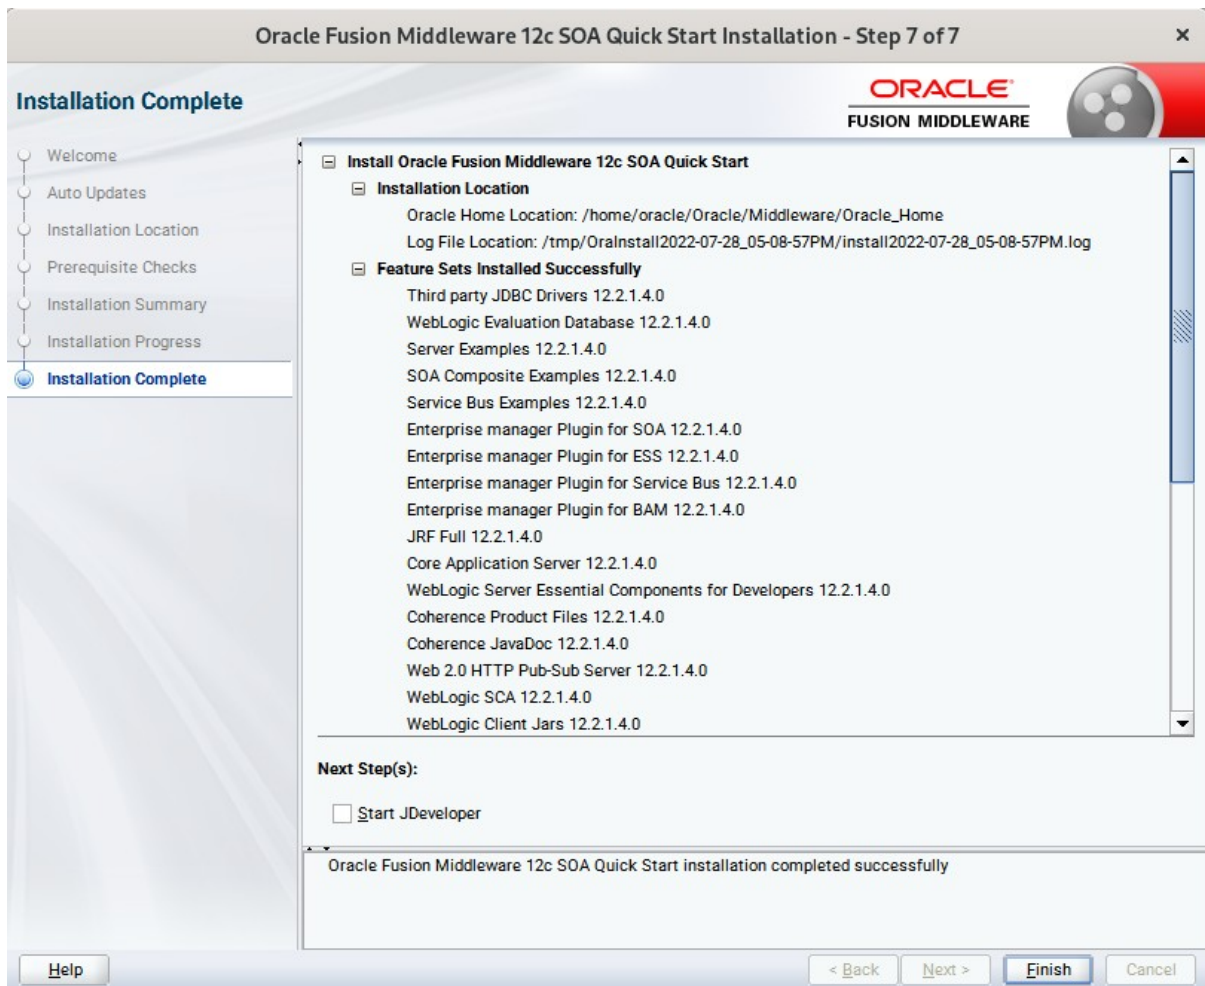 Oracle Fusion Middleware 12c SOA Quick Start Installation - Step 7 of 7
Installation Complete
ORACLE
FUSION MIDDLEWARE
Welcome
Auto Updates
Installation Location
Prerequisite Checks
Installation Summary
Installation Progress
Installation Complete
Install Oracle Fusion Middleware 12c SOA Quick Start
Installation Location
Oracle Home Location: /home/oracle/Oracle/Middleware/Oracle_Home
Log File Location: /tmp/OraInstall2022-07-28_05-08-57PM/install2022-07-28_05-08-57PM.log
Feature Sets Installed Successfully
Third party JDBC Drivers 12.2.1.4.0
WebLogic Evaluation Database 12.2.1.4.0
Server Examples 12.2.1.4.0
SOA Composite Examples 12.2.1.4.0
Service Bus Examples 12.2.1.4.0
Enterprise manager Plugin for SOA 12.2.1.4.0
Enterprise manager Plugin for ESS 12.2.1.4.0
Enterprise manager Plugin for Service Bus 12.2.1.4.0
Enterprise manager Plugin for BAM 12.2.1.4.0
JRF Full 12.2.1.4.0
Core Application Server 12.2.1.4.0
WebLogic Server Essential Components for Developers 12.2.1.4.0
Coherence Product Files 12.2.1.4.0
Coherence JavaDoc 12.2.1.4.0
Web 2.0 HTTP Pub-Sub Server 12.2.1.4.0
WebLogic SCA 12.2.1.4.0
WebLogic Client Jars 12.2.1.4.0
Next Step(s):
Start JDeveloper
Oracle Fusion Middleware 12c SOA Quick Start installation completed successfully
Help
< Back
Next >
Finish
Cancel